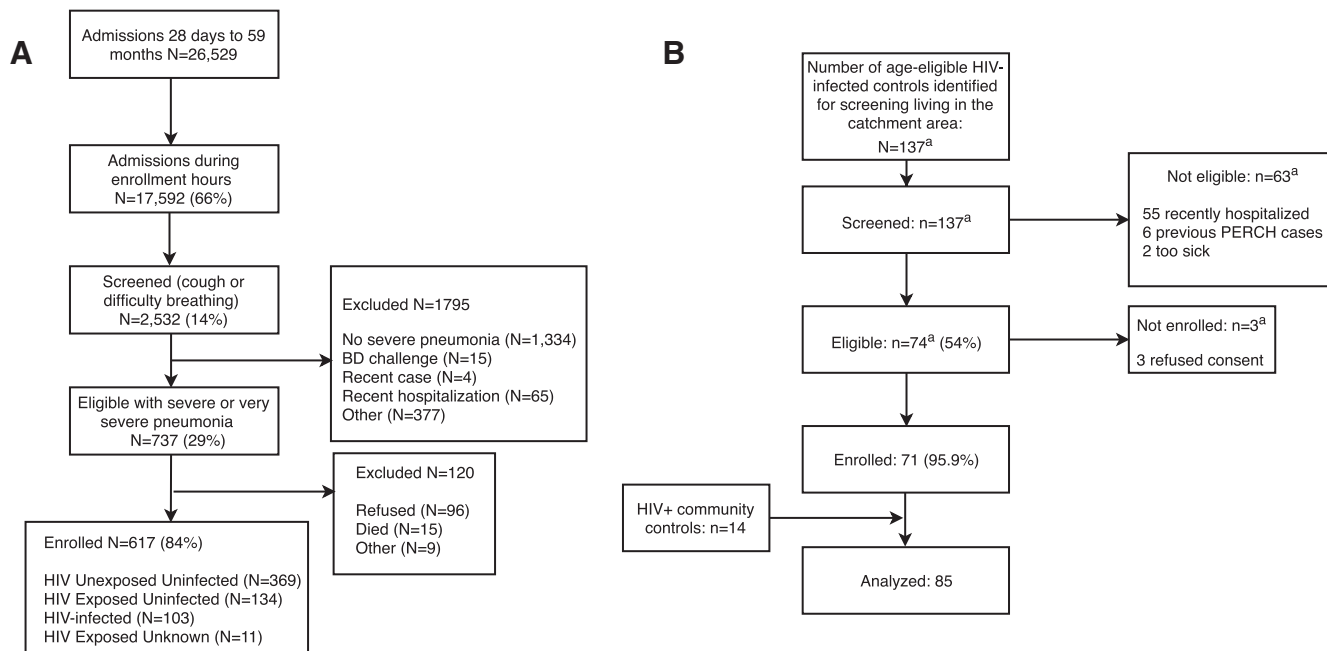 A
Admissions 28 days to 59
months N=26,529
Admissions during
enrollment hours
N=17,592 (66%)
Screened (cough or
difficulty breathing)
N=2,532 (14%)
Excluded N=1795
No severe pneumonia (N=1,334)
BD challenge (N=15)
Recent case (N=4)
Recent hospitalization (N=65)
Other (N=377)
Eligible with severe or very
severe pneumonia
N=737 (29%)
Excluded N=120
Refused (N=96)
Died (N=15)
Other (N=9)
Enrolled N=617 (84%)
HIV Unexposed Uninfected (N=369)
HIV Exposed Uninfected (N=134)
HIV-infected (N=103)
HIV Exposed Unknown (N=11)
B
Number of age-eligible HIV-
infected controls identified
for screening living in the
catchment area:
N=137a
Screened: n=137a
Not eligible: n=63a
55 recently hospitalized
6 previous PERCH cases
2 too sick
Eligible: n=74a (54%)
Not enrolled: n=3a
3 refused consent
Enrolled: 71 (95.9%)
HIV+ community
controls: n=14
Analyzed: 85